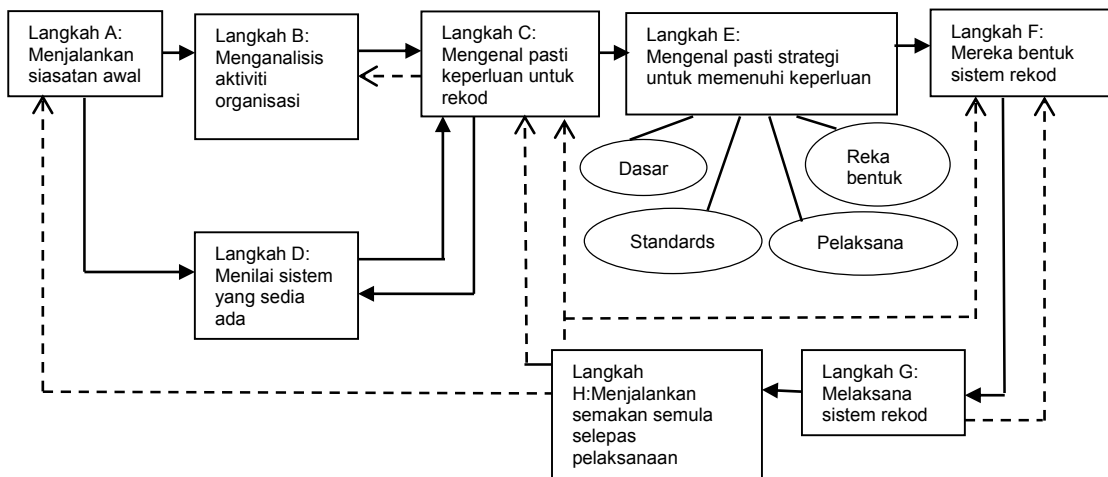 Langkah A:
Menjalankan
siasatan awal
Langkah B:
Menganalisis
aktiviti
organisasi
Langkah C:
Mengenal pasti
keperluan untuk
rekod
Langkah E:
Mengenal pasti strategi
untuk memenuhi keperluan
Langkah F:
Mereka bentuk
sistem rekod
Dasar
Reka
bentuk
Standards
Pelaksana
Langkah D:
Menilai sistem
yang sedia
ada
Langkah
H:Menjalankan
semakan semula
selepas
pelaksanaan
Langkah G:
Melaksana
sistem rekod